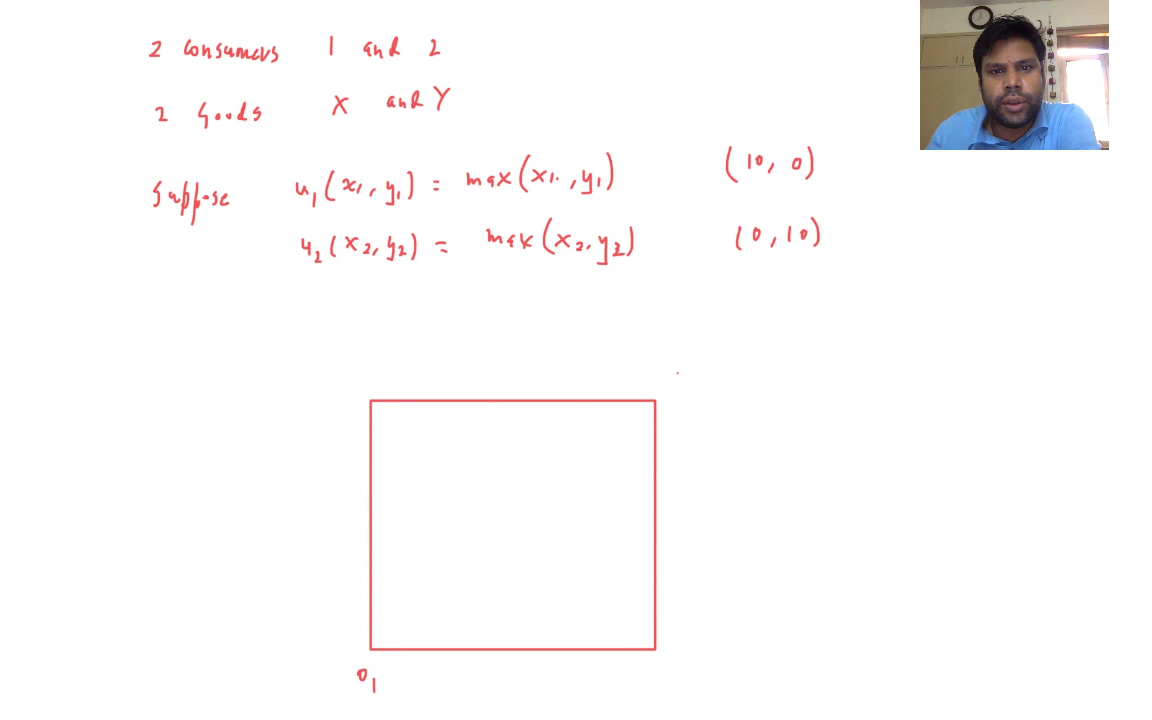 2 consumers 1 and 2
2 Goods X and Y
Suppose u₁(x₁, y₁) = max(x₁., y₁) (10, 0)
u₂(x₂, y₂) = max(x₂, y₂) (0, 10)
0₁